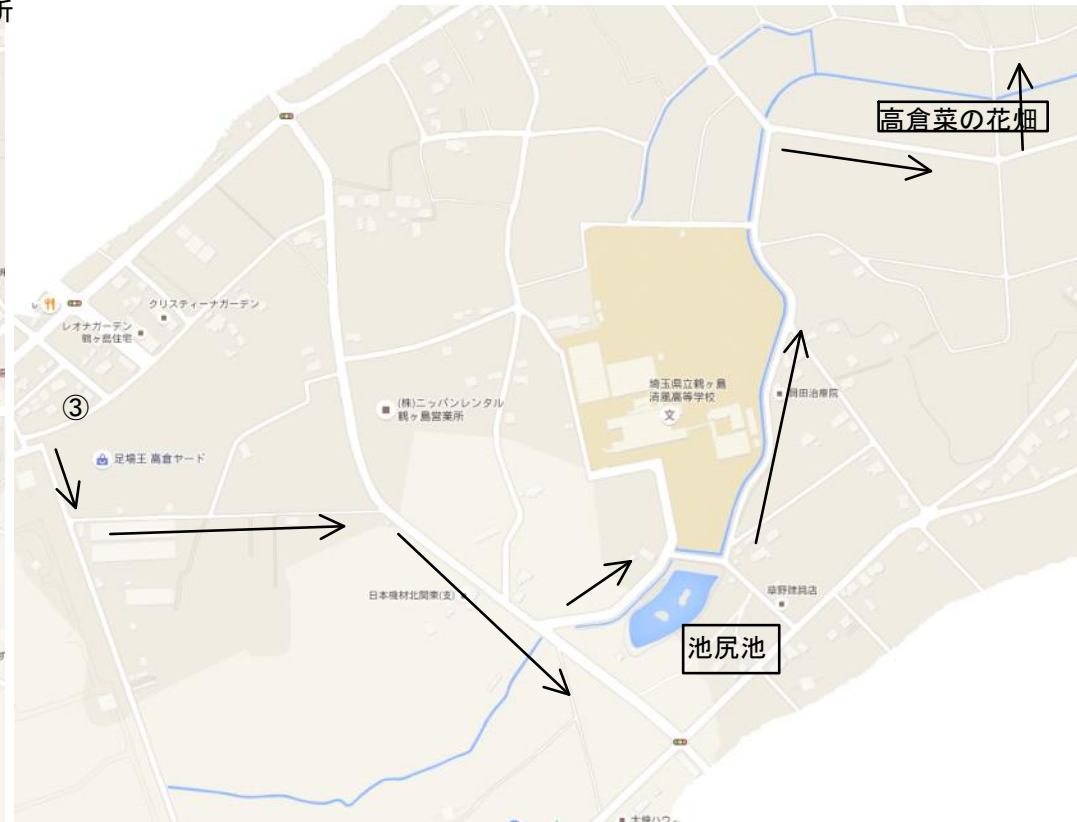 高倉菜の花畑
クリスティーナガーデン
レオナガーデン
鶴ヶ島住宅
埼玉県立鶴ヶ島
清風高等学校
文
岡田治療院
③
(株)ニッパンレンタル
鶴ヶ島営業所
足場王 高倉ヤード
日本機材北関東(支)
草野建具店
池尻池